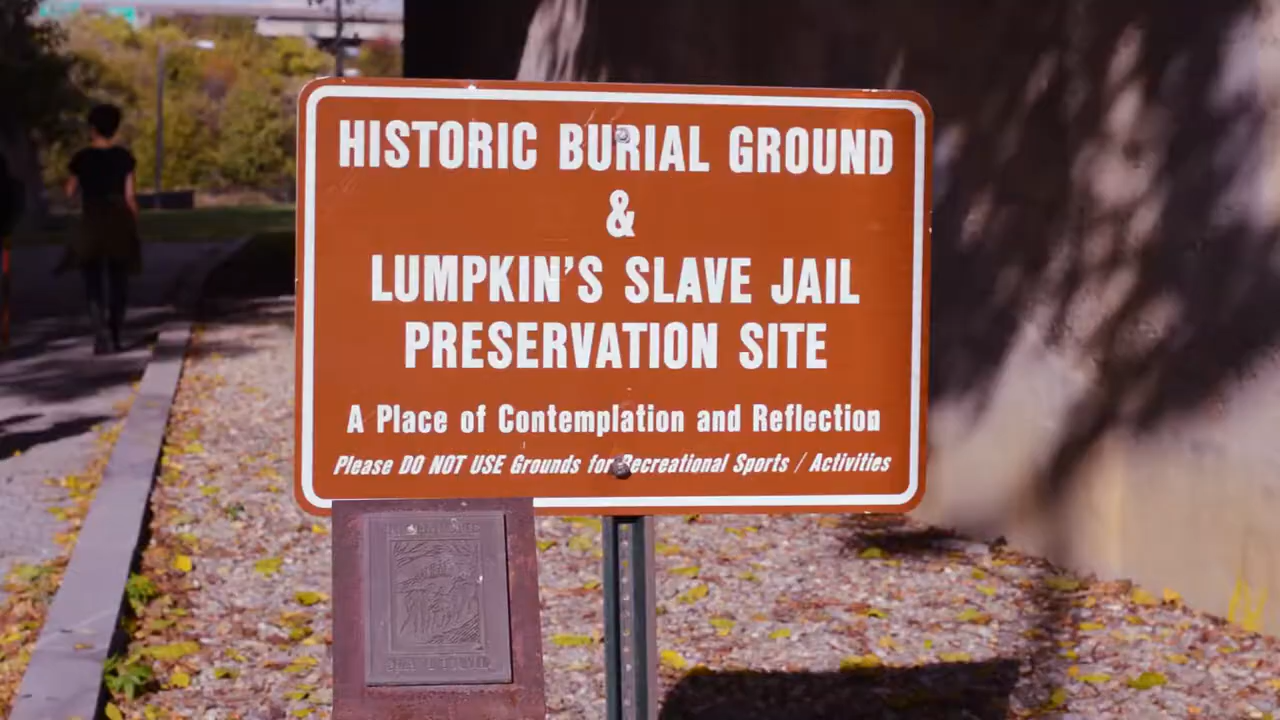 HISTORIC BURIAL GROUND
&
LUMPKIN'S SLAVE JAIL
PRESERVATION SITE
A Place of Contemplation and Reflection
Please DO NOT USE Grounds for Recreational Sports / Activities